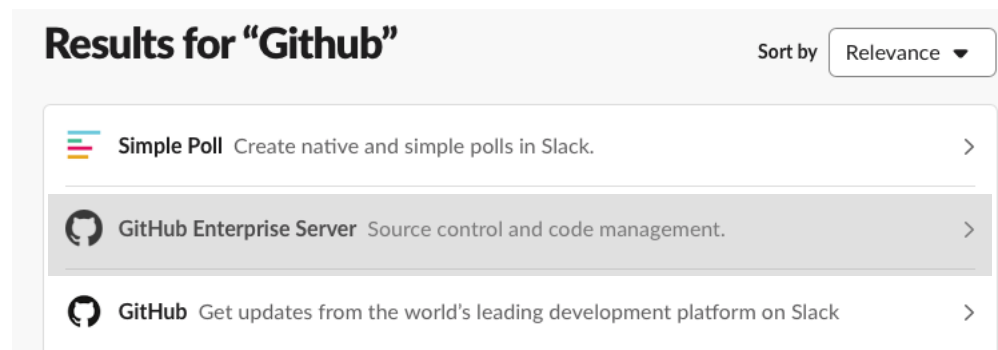 Results for “Github”
Sort by Relevance
Simple Poll Create native and simple polls in Slack.
GitHub Enterprise Server Source control and code management.
GitHub Get updates from the world’s leading development platform on Slack